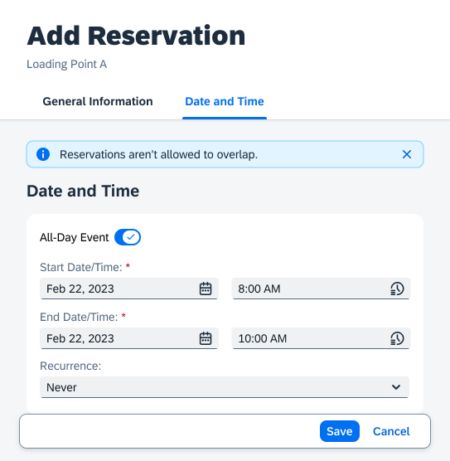 Add Reservation
Loading Point A
General Information Date and Time
Reservations aren't allowed to overlap.
Date and Time
All-Day Event
Start Date/Time: *
Feb 22, 2023 8:00 AM
End Date/Time: *
Feb 22, 2023 10:00 AM
Recurrence:
Never
Save Cancel